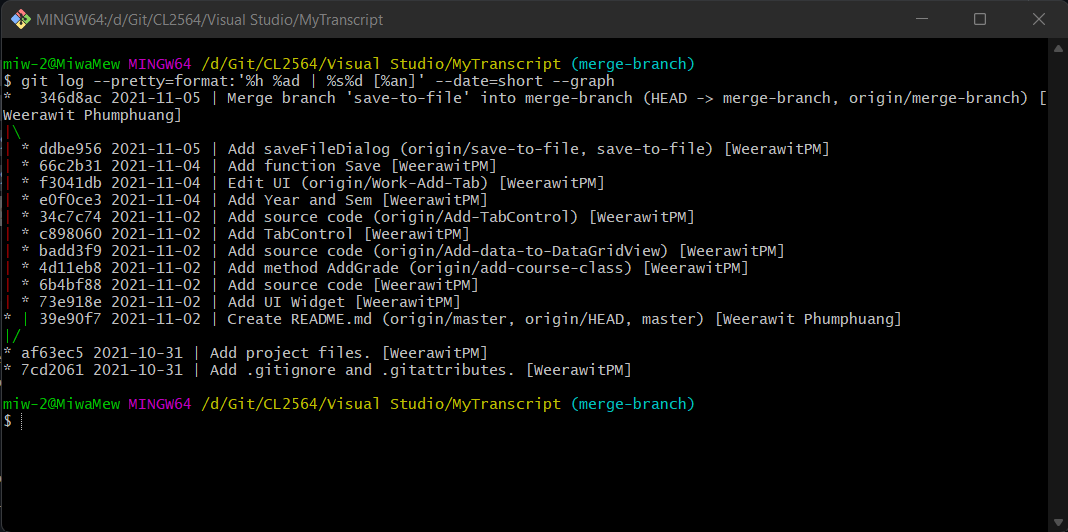 MINGW64:/d/Git/CL2564/Visual Studio/MyTranscript
miw-2@MiwaMew MINGW64 /d/Git/CL2564/Visual Studio/MyTranscript (merge-branch)
$ git log --pretty=format:'%h %ad | %s%d [%an]' --date=short --graph
*   346d8ac 2021-11-05 | Merge branch 'save-to-file' into merge-branch (HEAD -> merge-branch, origin/merge-branch) [
Weerawit Phumphuang]
|\
| * ddbe956 2021-11-05 | Add saveFileDialog (origin/save-to-file, save-to-file) [WeerawitPM]
| * 66c2b31 2021-11-04 | Add function Save [WeerawitPM]
| * f3041db 2021-11-04 | Edit UI (origin/Work-Add-Tab) [WeerawitPM]
| * e0f0ce3 2021-11-04 | Add Year and Sem [WeerawitPM]
| * 34c7c74 2021-11-02 | Add source code (origin/Add-TabControl) [WeerawitPM]
| * c898060 2021-11-02 | Add TabControl [WeerawitPM]
| * badd3f9 2021-11-02 | Add source code (origin/Add-data-to-DataGridView) [WeerawitPM]
| * 4d11eb8 2021-11-02 | Add method AddGrade (origin/add-course-class) [WeerawitPM]
| * 6b4bf88 2021-11-02 | Add source code [WeerawitPM]
| * 73e918e 2021-11-02 | Add UI Widget [WeerawitPM]
* | 39e90f7 2021-11-02 | Create README.md (origin/master, origin/HEAD, master) [Weerawit Phumphuang]
|/
* af63ec5 2021-10-31 | Add project files. [WeerawitPM]
* 7cd2061 2021-10-31 | Add .gitignore and .gitattributes. [WeerawitPM]
miw-2@MiwaMew MINGW64 /d/Git/CL2564/Visual Studio/MyTranscript (merge-branch)
$